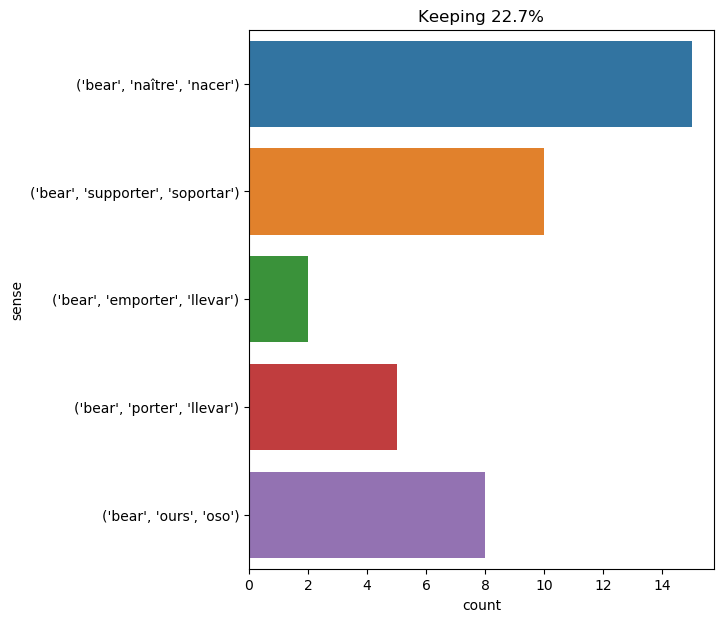 Keeping 22.7%
('bear', 'naître', 'nacer')
('bear', 'supporter', 'soportar')
('bear', 'emporter', 'llevar')
('bear', 'porter', 'llevar')
('bear', 'ours', 'oso')
sense
0 2 4 6 8 10 12 14
count